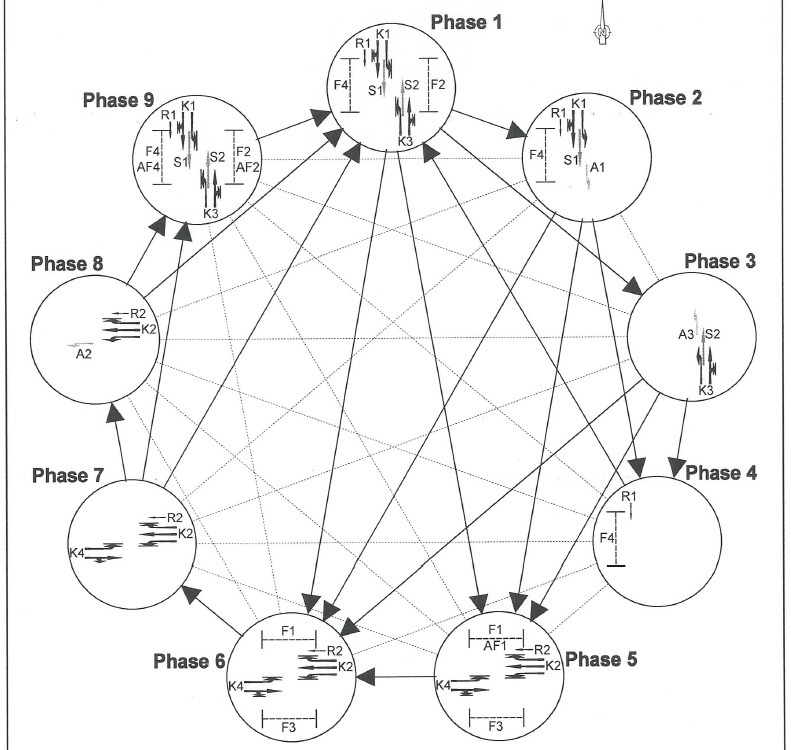 Phase 1
N
K1
R1
F4
S1
S2
F2
K3
Phase 2
K1
R1
F4
S1
A1
Phase 3
A3 S2
K3
Phase 4
R1
F4
Phase 5
F1
AF1
R2
K2
K4
F3
Phase 6
F1
R2
K2
K4
F3
Phase 7
R2
K2
K4
Phase 8
R2
K2
A2
Phase 9
K1
R1
F4
AF4
S1
S2
F2
AF2
K3